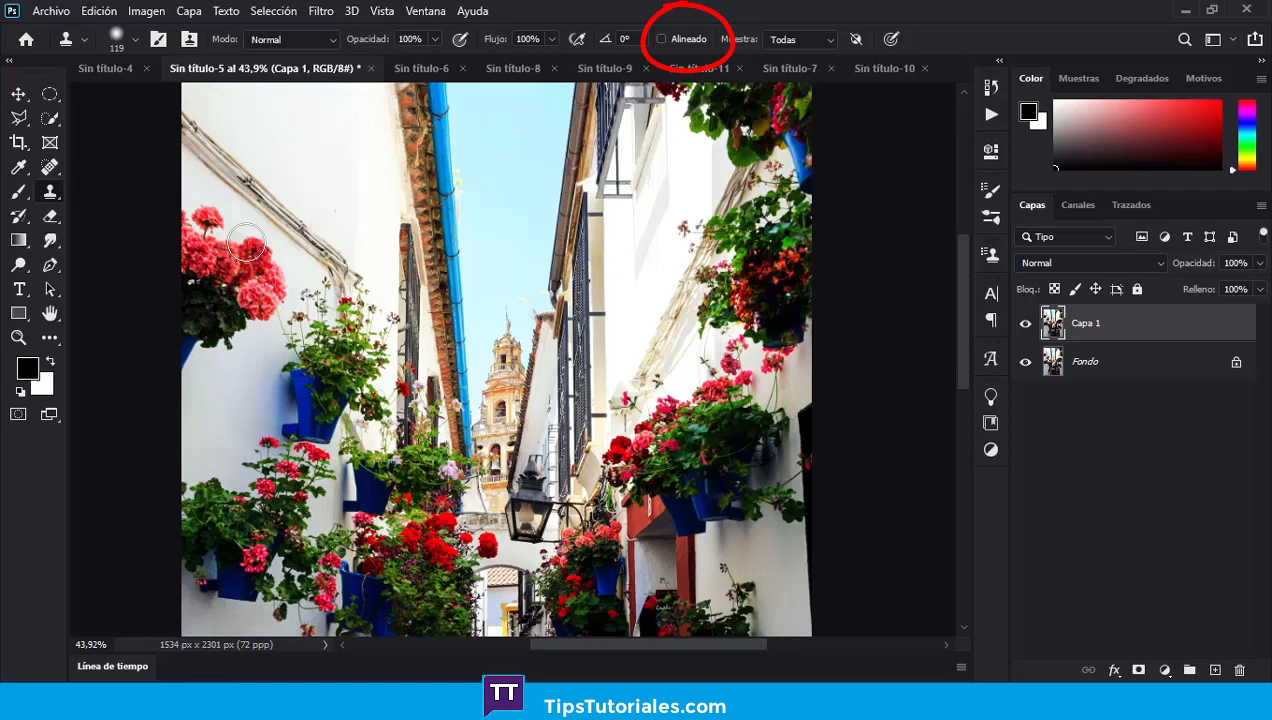 Ps Archivo Edición Imagen Capa Texto Selección Filtro 3D Vista Ventana Ayuda
119 Modo: Normal Opacidad: 100% Flujo: 100% 0° Alineado Muestra: Todas
Sin título-4 Sin título-5 al 43,9% (Capa 1, RGB/8#) * Sin título-6 Sin título-8 Sin título-9 Sin título-11 Sin título-7 Sin título-10
Color Muestras Degradados Motivos
Capas Canales Trazados
Tipo
Normal Opacidad: 100%
Bloq.: Relleno: 100%
Capa 1
Fondo
43,92% 1534 px x 2301 px (72 ppp)
Línea de tiempo
TT TipsTutoriales.com